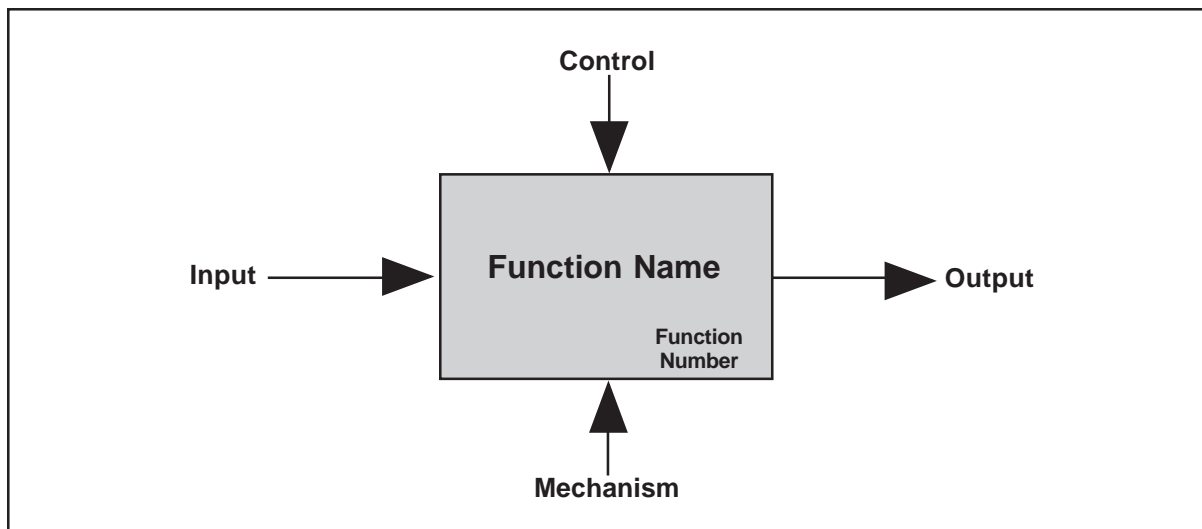 Control
Input
Function Name
Output
Function
Number
Mechanism